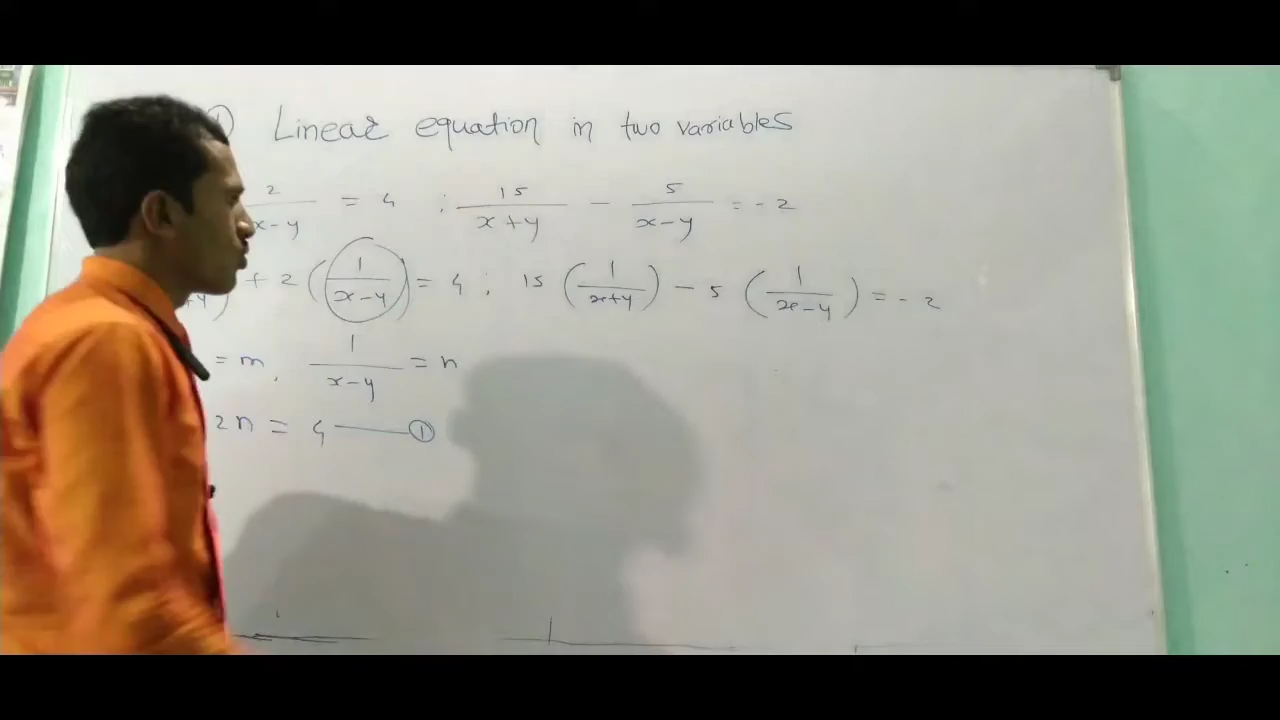 1) Linear equation in two variables
2/(x-y) = 4 ; 15/(x+y) - 5/(x-y) = -2
+ 2 (1/(x-y)) = 4 ; 15 (1/(x+y)) - 5 (1/(x-y)) = -2
= m, 1/(x-y) = n
2n = 4 —— ①